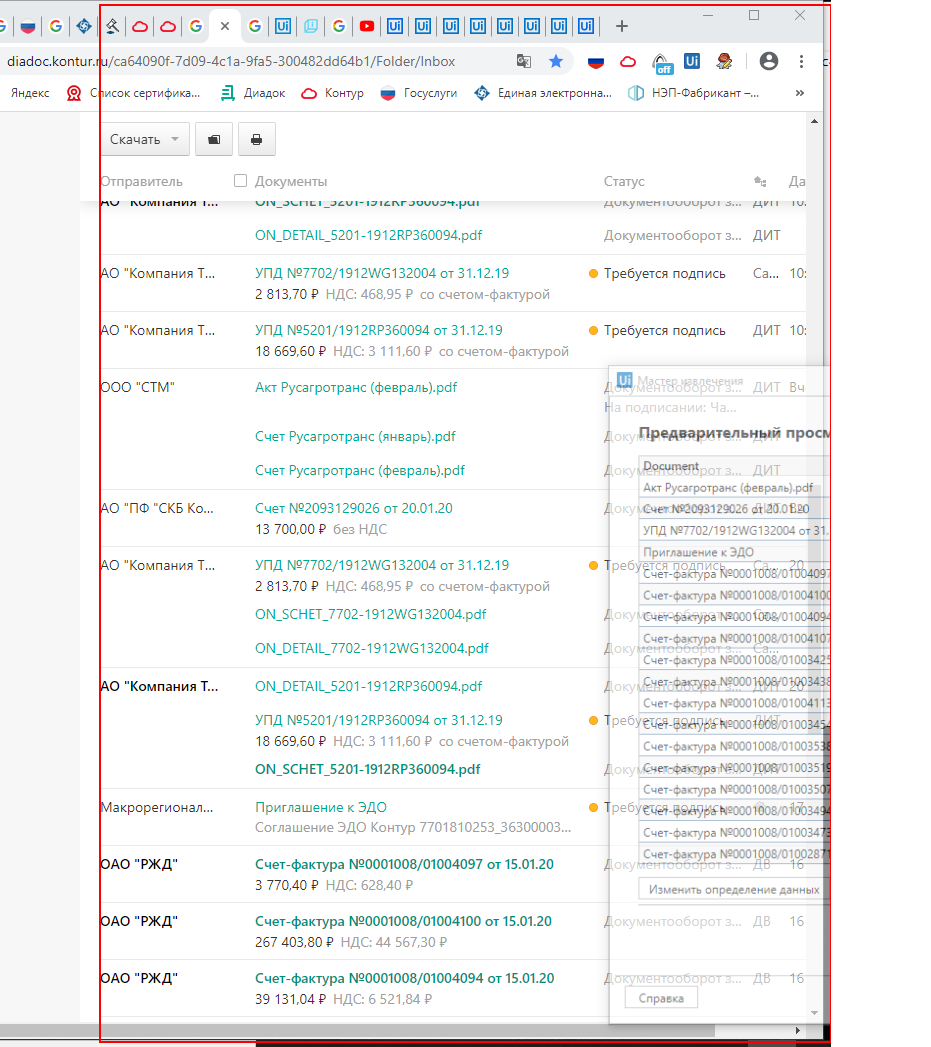 diadoc.kontur.ru/ca64090f-7d09-4c1a-9fa5-300482dd64b1/Folder/Inbox
off
Ui
Яндекс
Список сертифика...
Диадок
Контур
Госуслуги
Единая электронна...
НЭП-Фабрикант –...
»
Скачать
Отправитель
Документы
Статус
Да
АО "Компания Т...
ON_SCHET_5201-1912RP360094.pdf
Документооборот з...
ДИТ
10:
ON_DETAIL_5201-1912RP360094.pdf
Документооборот з...
ДИТ
АО "Компания Т...
УПД №7702/1912WG132004 от 31.12.19
Требуется подпись
Са...
10:
2 813,70 ₽ НДС: 468,95 ₽ со счетом-фактурой
АО "Компания Т...
УПД №5201/1912RP360094 от 31.12.19
Требуется подпись
ДИТ
10:
18 669,60 ₽ НДС: 3 111,60 ₽ со счетом-фактурой
Ui Мастер извлечения
ООО "СТМ"
Акт Русагротранс (февраль).pdf
Документооборот з...
ДИТ
Вч
На подписании: Ча...
Счет Русагротранс (январь).pdf
Предварительный просм
Счет Русагротранс (февраль).pdf
ДИТ
Document
Акт Русагротранс (февраль).pdf
АО "ПФ "СКБ Ко...
Счет №2093129026 от 20.01.20
13 700,00 ₽ без НДС
Счет №2093129026 от 20.01.20
УПД №7702/1912WG132004 от 31.
Приглашение к ЭДО
АО "Компания Т...
УПД №7702/1912WG132004 от 31.12.19
Требуется подпись
Са...
20
2 813,70 ₽ НДС: 468,95 ₽ со счетом-фактурой
ON_SCHET_7702-1912WG132004.pdf
ON_DETAIL_7702-1912WG132004.pdf
Счет-фактура №0001008/01004097
Счет-фактура №0001008/01004100
Счет-фактура №0001008/01004094
Счет-фактура №0001008/01004107
Счет-фактура №0001008/01003425
АО "Компания Т...
ON_DETAIL_5201-1912RP360094.pdf
20
УПД №5201/1912RP360094 от 31.12.19
Требуется подпись
ДИТ
18 669,60 ₽ НДС: 3 111,60 ₽ со счетом-фактурой
ON_SCHET_5201-1912RP360094.pdf
Счет-фактура №0001008/01003438
Счет-фактура №0001008/01004113
Счет-фактура №0001008/01003454
Счет-фактура №0001008/01003538
Счет-фактура №0001008/01003519
Счет-фактура №0001008/01003507
Макрорегионал...
Приглашение к ЭДО
Требуется подпись
17
Соглашение ЭДО Контур 7701810253_36300003...
Счет-фактура №0001008/01003494
Счет-фактура №0001008/01003473
Счет-фактура №0001008/01002871
ОАО "РЖД"
Счет-фактура №0001008/01004097 от 15.01.20
Документооборот з...
ДВ
16
3 770,40 ₽ НДС: 628,40 ₽
Изменить определение данных
ОАО "РЖД"
Счет-фактура №0001008/01004100 от 15.01.20
Документооборот з...
ДВ
16
267 403,80 ₽ НДС: 44 567,30 ₽
ОАО "РЖД"
Счет-фактура №0001008/01004094 от 15.01.20
Документооборот з...
ДВ
16
39 131,04 ₽ НДС: 6 521,84 ₽
Справка